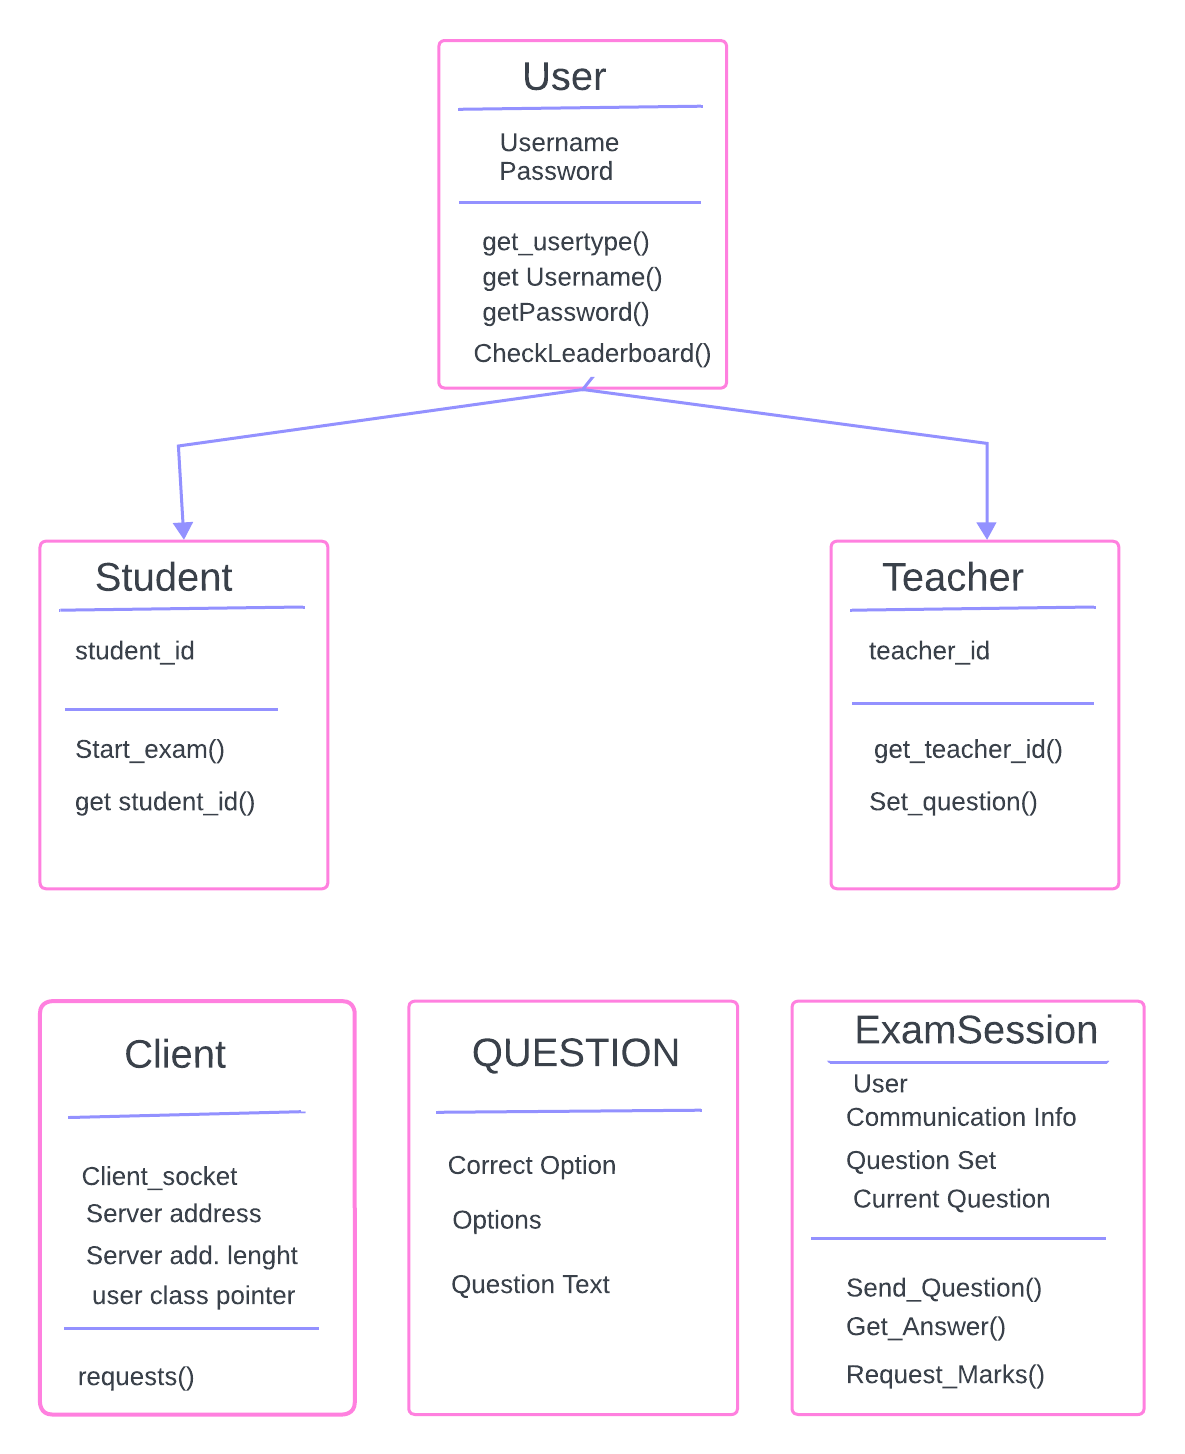 User
Username
Password
get_usertype()
get Username()
getPassword()
CheckLeaderboard()
Student
student_id
Start_exam()
get student_id()
Teacher
teacher_id
get_teacher_id()
Set_question()
Client
Client_socket
Server address
Server add. lenght
user class pointer
requests()
QUESTION
Correct Option
Options
Question Text
ExamSession
User
Communication Info
Question Set
Current Question
Send_Question()
Get_Answer()
Request_Marks()